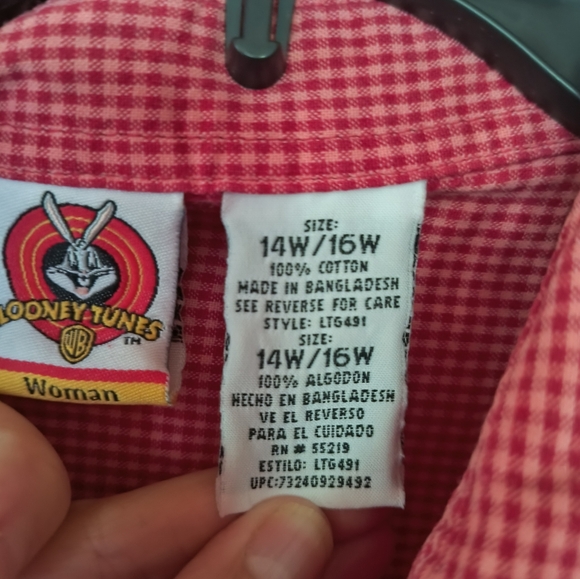 LOONEY TUNES
TM
WB
Woman
SIZE:
14W/16W
100% COTTON
MADE IN BANGLADESH
SEE REVERSE FOR CARE
STYLE: LTG491
SIZE:
14W/16W
100% ALGODON
HECHO EN BANGLADESH
VE EL REVERSO
PARA EL CUIDADO
RN # 55219
ESTILO: LTG491
UPC:73240929492